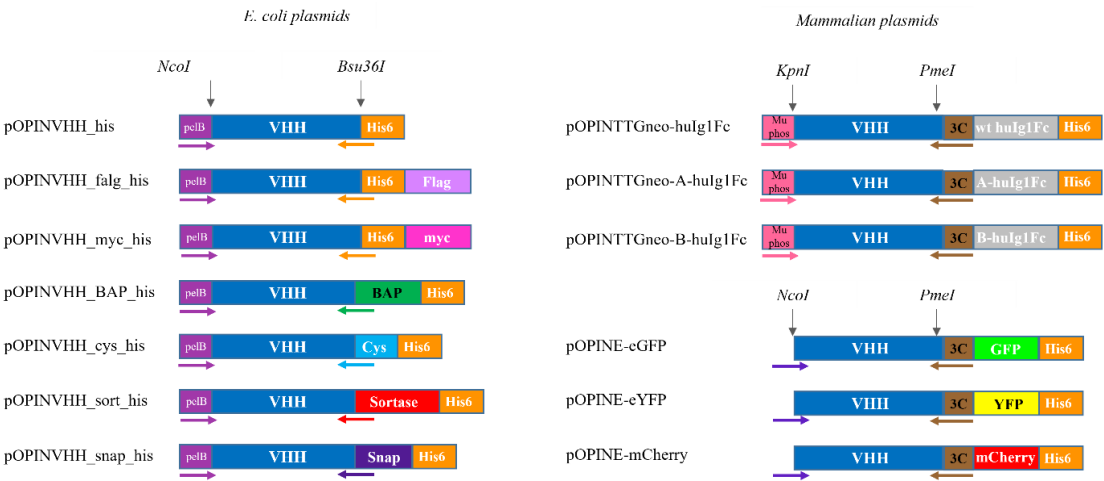 E. coli plasmids
NcoI
Bsu36I
pOPINVHH_his
pelB
VHH
His6
pOPINVHH_falg_his
pelB
VHH
His6
Flag
pOPINVHH_myc_his
pelB
VHH
His6
myc
pOPINVHH_BAP_his
pelB
VHH
BAP
His6
pOPINVHH_cys_his
pelB
VHH
Cys
His6
pOPINVHH_sort_his
pelB
VHH
Sortase
His6
pOPINVHH_snap_his
pelB
VHH
Snap
His6
Mammalian plasmids
KpnI
PmeI
pOPINTTGneo-huIg1Fc
Mu
phos
VHH
3C
wt huIg1Fc
His6
pOPINTTGneo-A-huIg1Fc
Mu
phos
VHH
3C
A-huIg1Fc
His6
pOPINTTGneo-B-huIg1Fc
Mu
phos
VHH
3C
B-huIg1Fc
His6
NcoI
PmeI
pOPINE-eGFP
VHH
3C
GFP
His6
pOPINE-eYFP
VHH
3C
YFP
His6
pOPINE-mCherry
VHH
3C
mCherry
His6